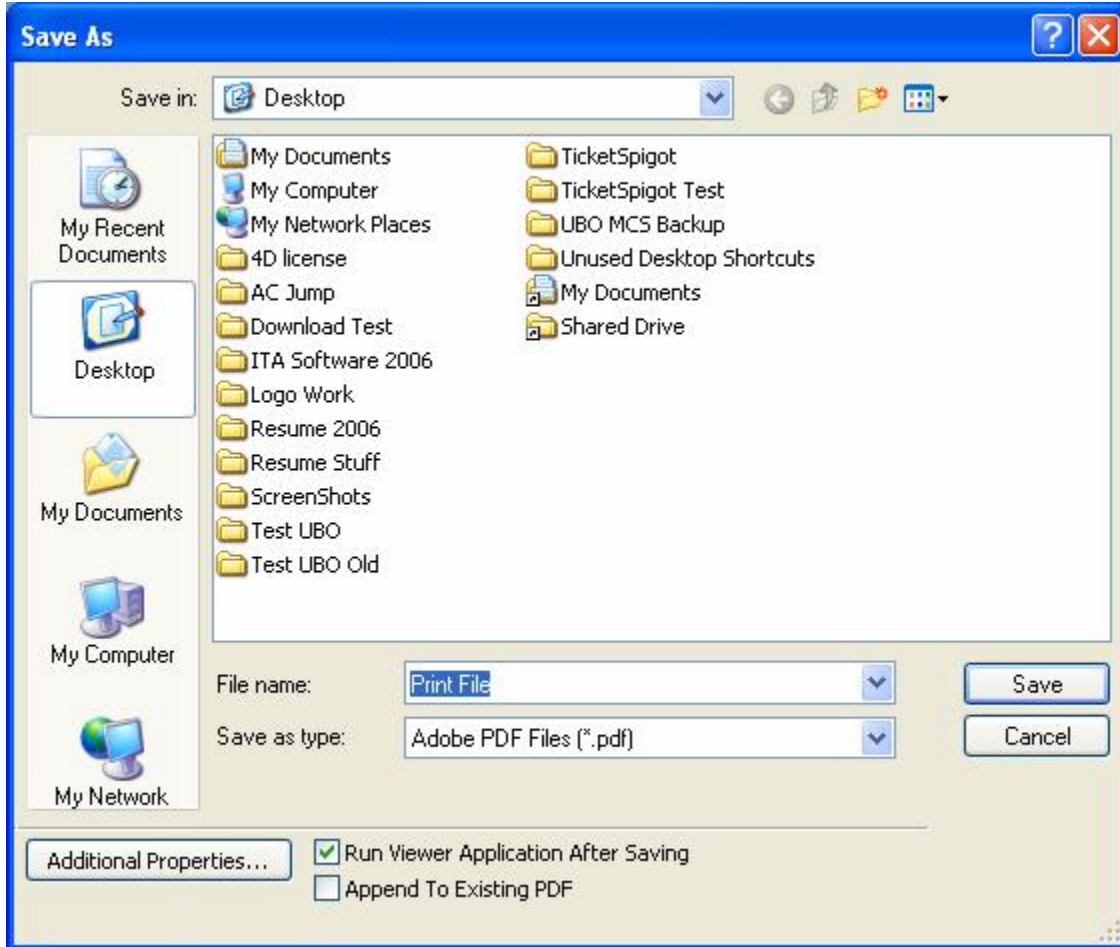 Save As
Save in: Desktop
My Recent
Documents
Desktop
My Documents
My Computer
My Network
My Documents
My Computer
My Network Places
4D license
AC Jump
Download Test
ITA Software 2006
Logo Work
Resume 2006
Resume Stuff
ScreenShots
Test UBO
Test UBO Old
TicketSpigot
TicketSpigot Test
UBO MCS Backup
Unused Desktop Shortcuts
My Documents
Shared Drive
File name: Print File
Save
Save as type: Adobe PDF Files (*.pdf)
Cancel
Additional Properties...
Run Viewer Application After Saving
Append To Existing PDF